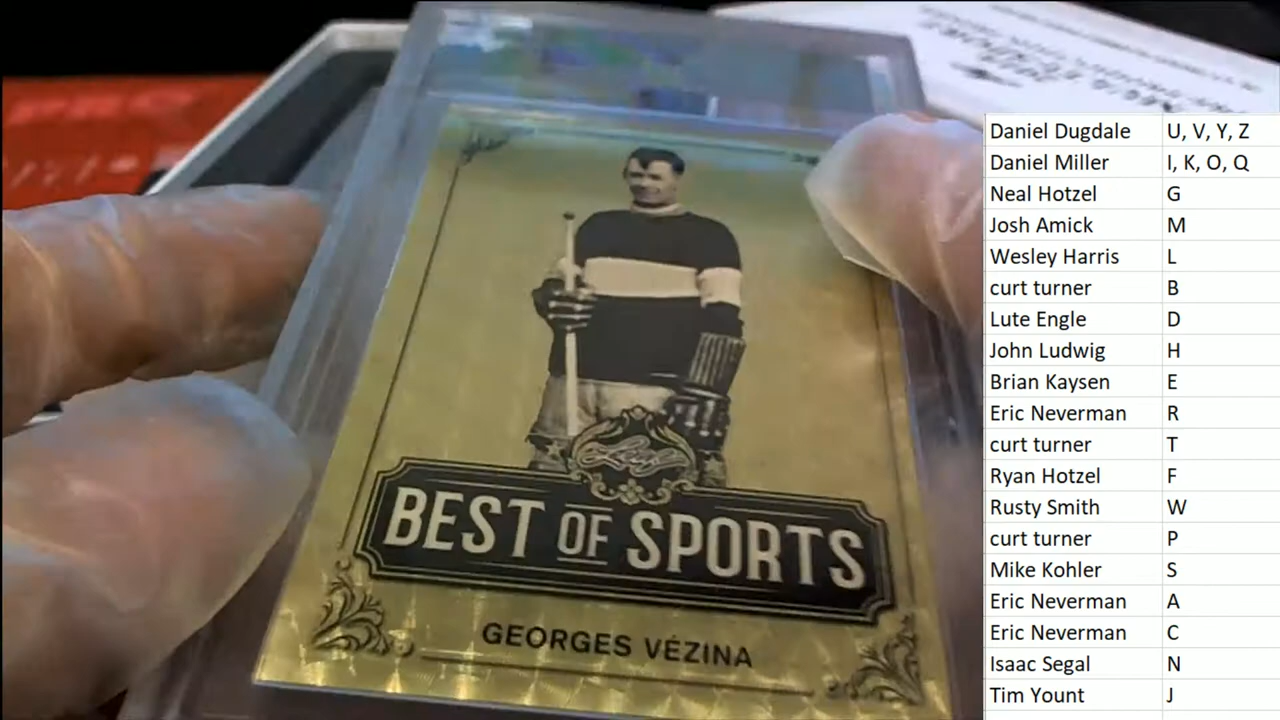 Leaf
BEST OF SPORTS
GEORGES VÉZINA
Daniel Dugdale U, V, Y, Z
Daniel Miller I, K, O, Q
Neal Hotzel G
Josh Amick M
Wesley Harris L
curt turner B
Lute Engle D
John Ludwig H
Brian Kaysen E
Eric Neverman R
curt turner T
Ryan Hotzel F
Rusty Smith W
curt turner P
Mike Kohler S
Eric Neverman A
Eric Neverman C
Isaac Segal N
Tim Yount J